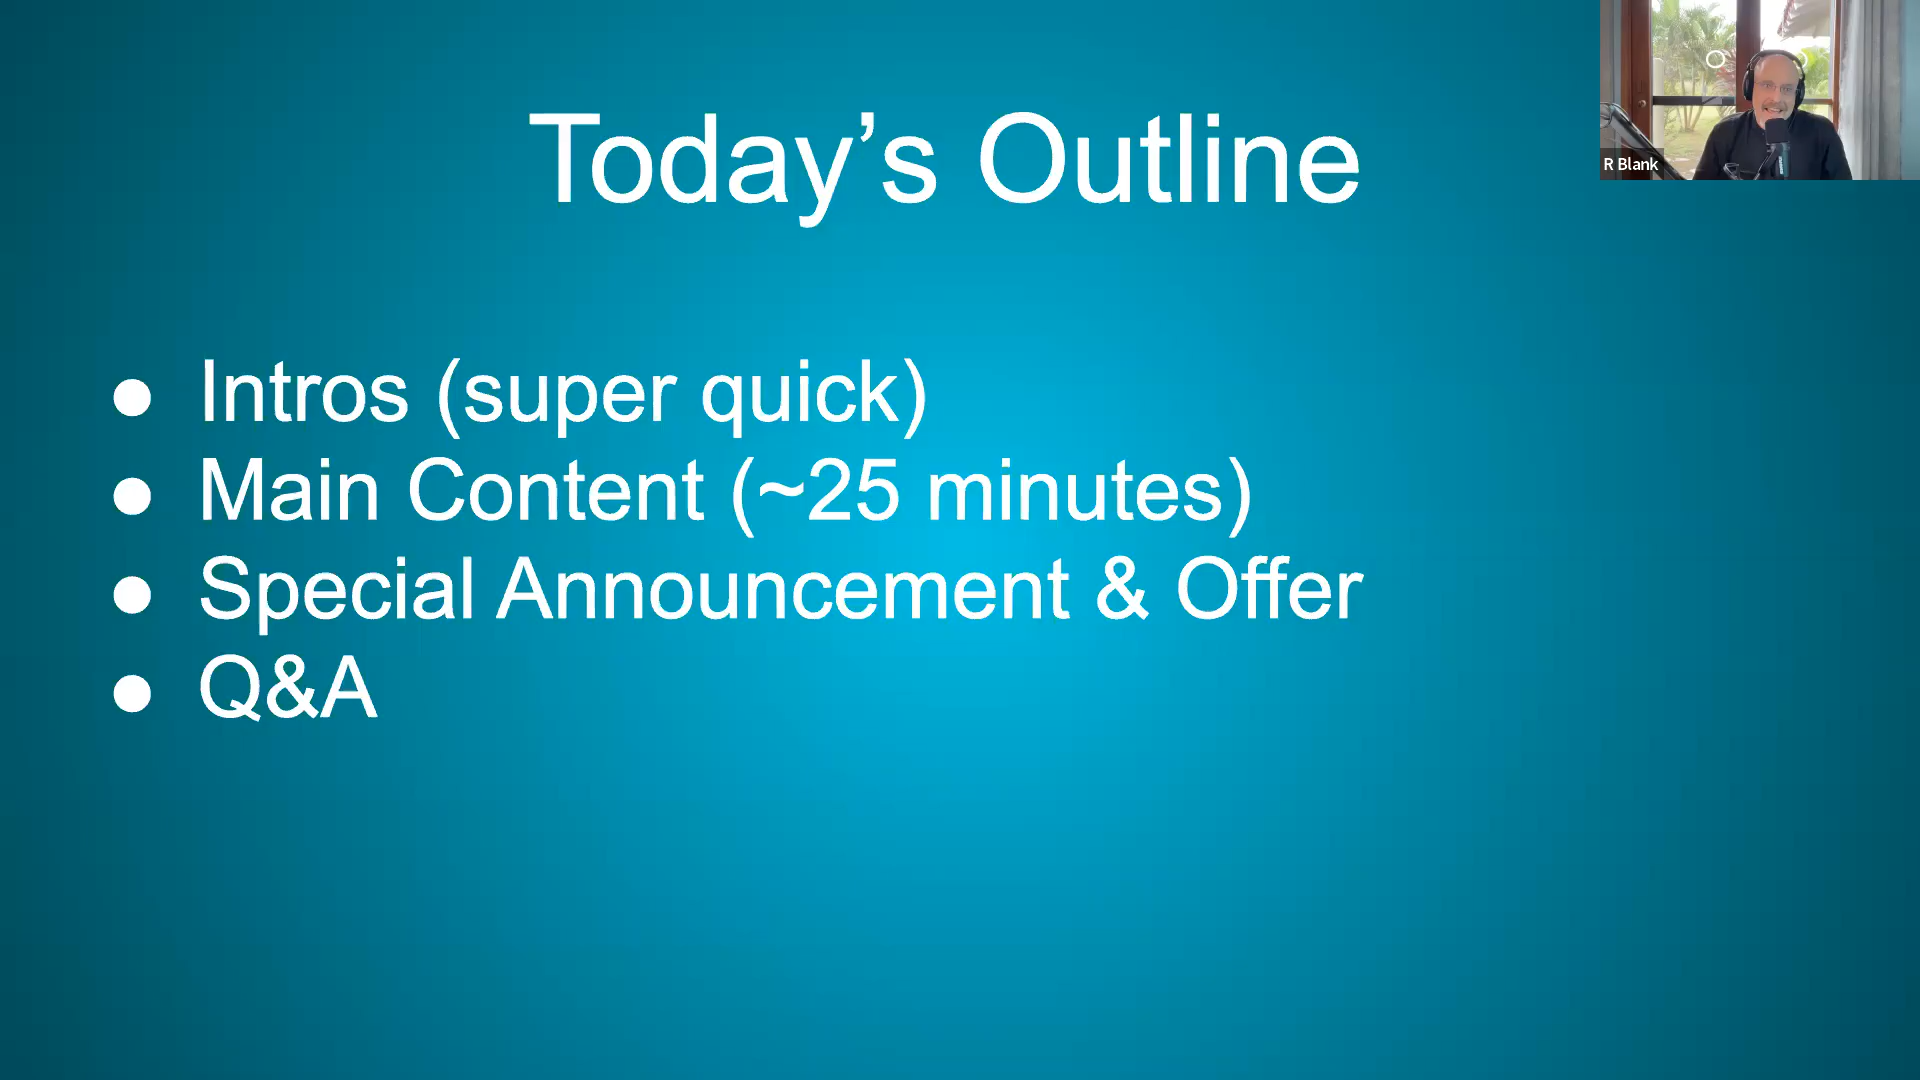 Today’s Outline
R Blank
● Intros (super quick)
● Main Content (~25 minutes)
● Special Announcement & Offer
● Q&A